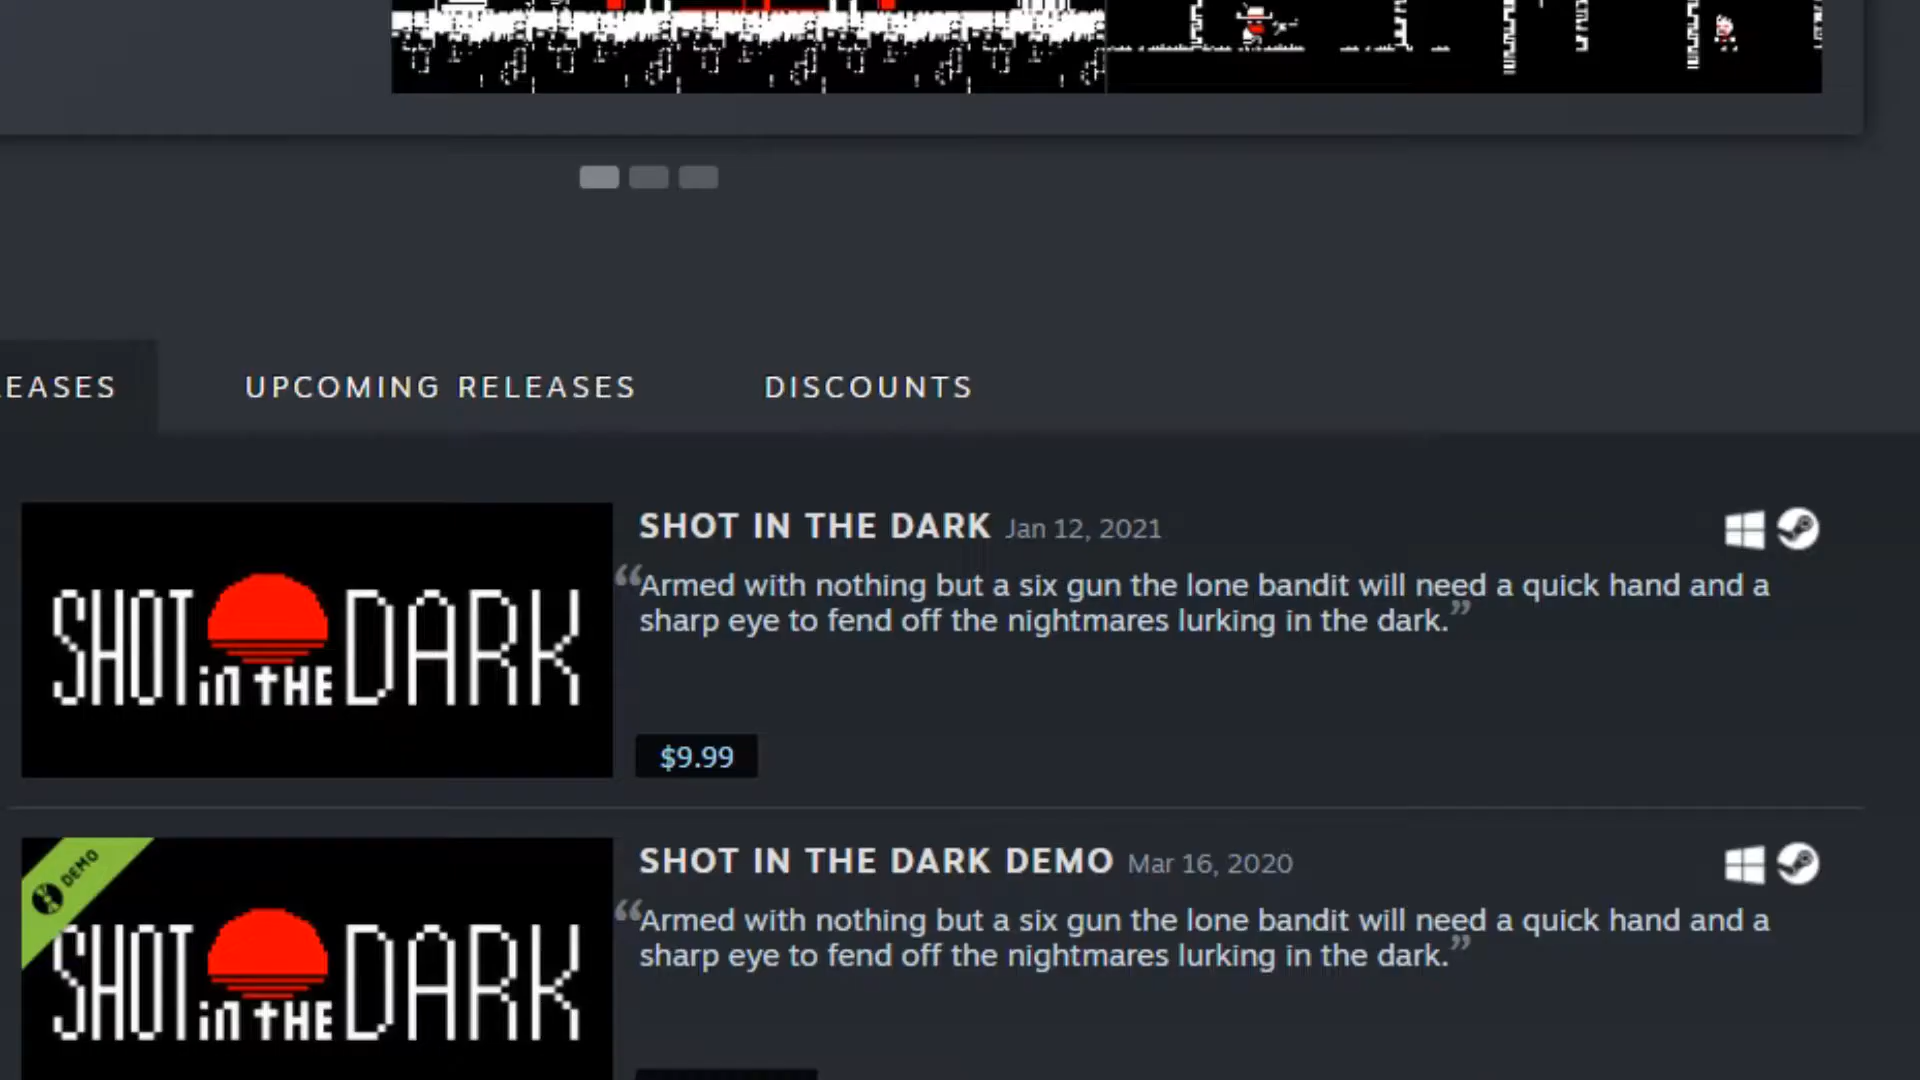 EASES
UPCOMING RELEASES
DISCOUNTS
SHOT in tHE DARK
SHOT IN THE DARK Jan 12, 2021
“Armed with nothing but a six gun the lone bandit will need a quick hand and a
sharp eye to fend off the nightmares lurking in the dark.”
$9.99
DEMO
SHOT in tHE DARK
SHOT IN THE DARK DEMO Mar 16, 2020
“Armed with nothing but a six gun the lone bandit will need a quick hand and a
sharp eye to fend off the nightmares lurking in the dark.”